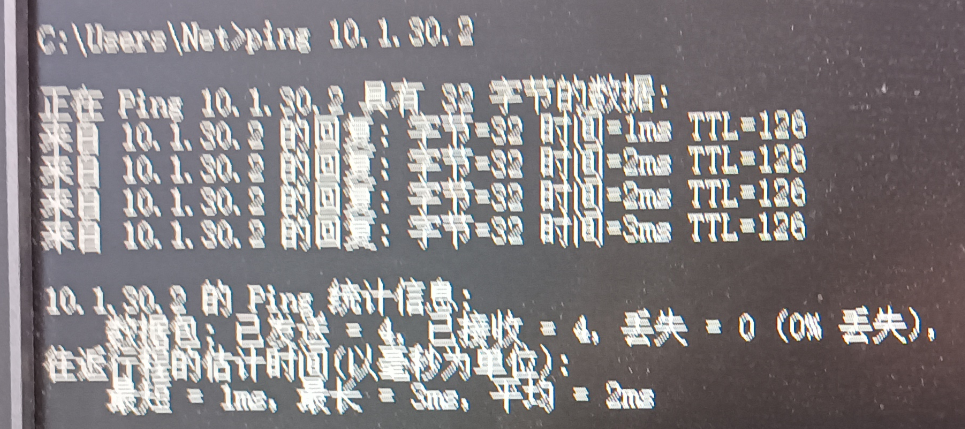 C:\Users\Net>ping 10.1.30.2
正在 Ping 10.1.30.2 具有 32 字节的数据:
来自 10.1.30.2 的回复: 字节=32 时间=1ms TTL=126
来自 10.1.30.2 的回复: 字节=32 时间=2ms TTL=126
来自 10.1.30.2 的回复: 字节=32 时间=2ms TTL=126
来自 10.1.30.2 的回复: 字节=32 时间=3ms TTL=126
10.1.30.2 的 Ping 统计信息:
数据包: 已发送 = 4, 已接收 = 4, 丢失 = 0 (0% 丢失),
往返行程的估计时间(以毫秒为单位):
最短 = 1ms, 最长 = 3ms, 平均 = 2ms